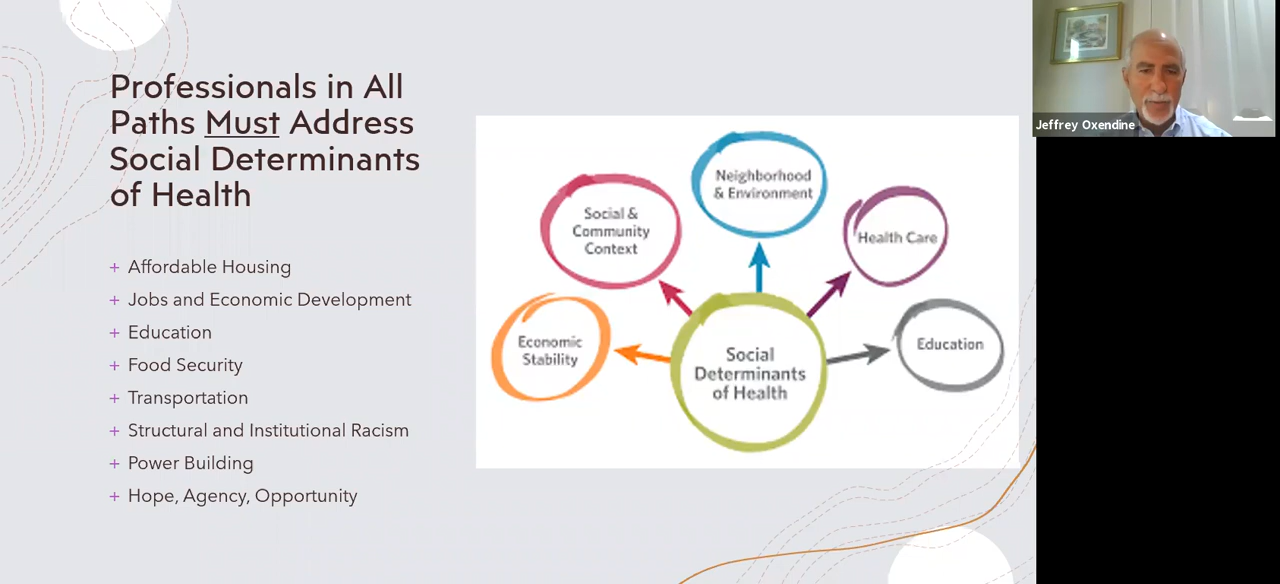 Professionals in All
Paths Must Address
Social Determinants
of Health
+ Affordable Housing
+ Jobs and Economic Development
+ Education
+ Food Security
+ Transportation
+ Structural and Institutional Racism
+ Power Building
+ Hope, Agency, Opportunity
Neighborhood
& Environment
Social &
Community
Context
Health Care
Economic
Stability
Education
Social
Determinants
of Health
Jeffrey Oxendine